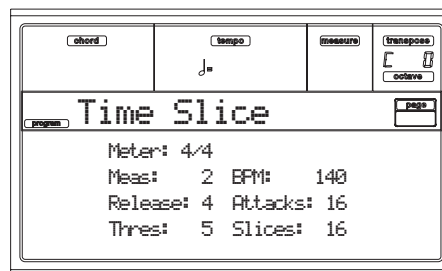 chord tempo measure transpose
♩= C 0
octave
program Time Slice page
Meter: 4/4
Meas: 2 BPM: 140
Release: 4 Attacks: 16
Thres: 5 Slices: 16